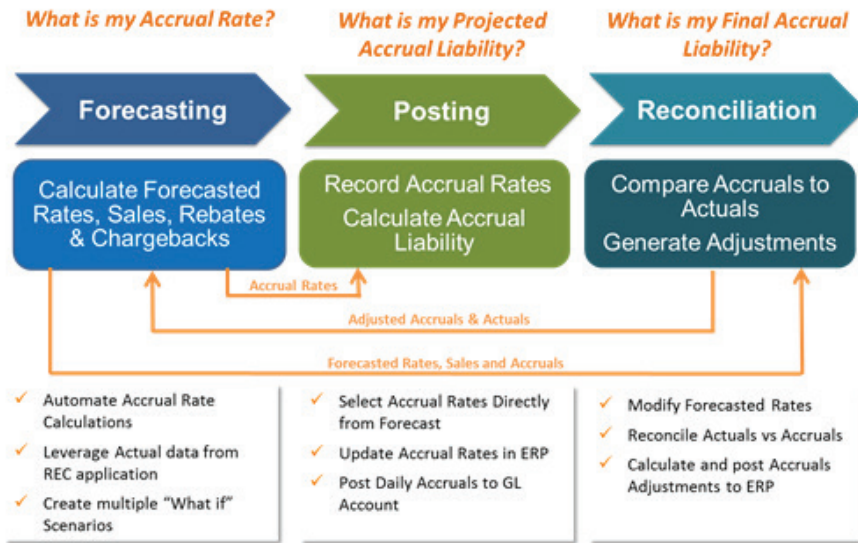 What is my Accrual Rate?
What is my Projected
Accrual Liability?
What is my Final Accrual
Liability?
Forecasting
Posting
Reconciliation
Calculate Forecasted
Rates, Sales, Rebates
& Chargebacks
Record Accrual Rates
Calculate Accrual
Liability
Compare Accruals to
Actuals
Generate Adjustments
Accrual Rates
Adjusted Accruals & Actuals
Forecasted Rates, Sales and Accruals
✓ Automate Accrual Rate
Calculations
✓ Leverage Actual data from
REC application
✓ Create multiple “What if”
Scenarios
✓ Select Accrual Rates Directly
from Forecast
✓ Update Accrual Rates in ERP
✓ Post Daily Accruals to GL
Account
✓ Modify Forecasted Rates
✓ Reconcile Actuals vs Accruals
✓ Calculate and post Accruals
Adjustments to ERP